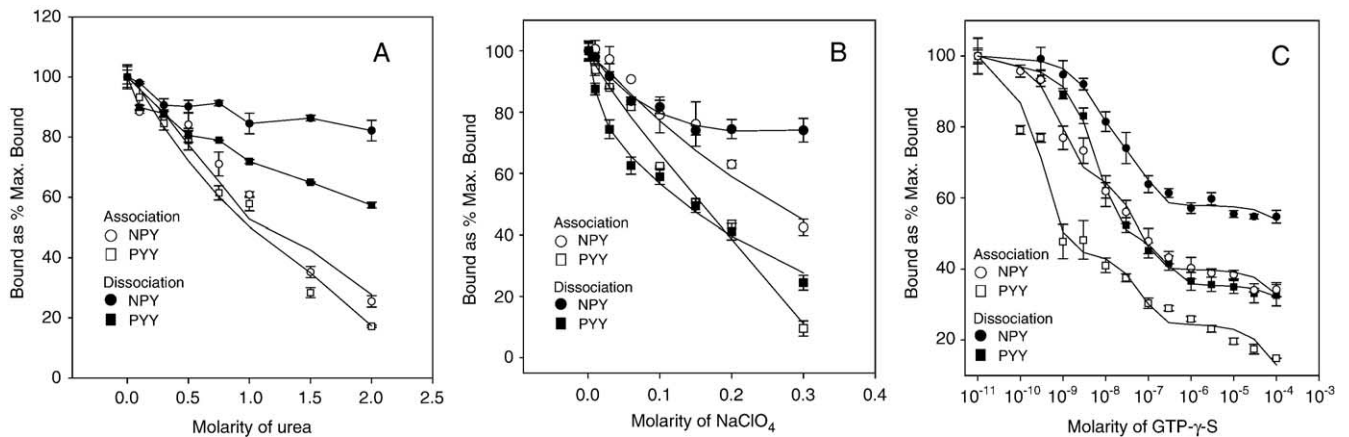 A
Bound as % Max. Bound
120
100
80
60
40
20
0
Association
NPY
PYY
Dissociation
NPY
PYY
0.0 0.5 1.0 1.5 2.0 2.5
Molarity of urea
B
Bound as % Max. Bound
100
80
60
40
20
0
Association
NPY
PYY
Dissociation
NPY
PYY
0.0 0.1 0.2 0.3 0.4
Molarity of NaClO₄
C
Bound as % Max. Bound
100
80
60
40
20
Association
NPY
PYY
Dissociation
NPY
PYY
10⁻¹¹ 10⁻¹⁰ 10⁻⁹ 10⁻⁸ 10⁻⁷ 10⁻⁶ 10⁻⁵ 10⁻⁴ 10⁻³
Molarity of GTP-γ-S